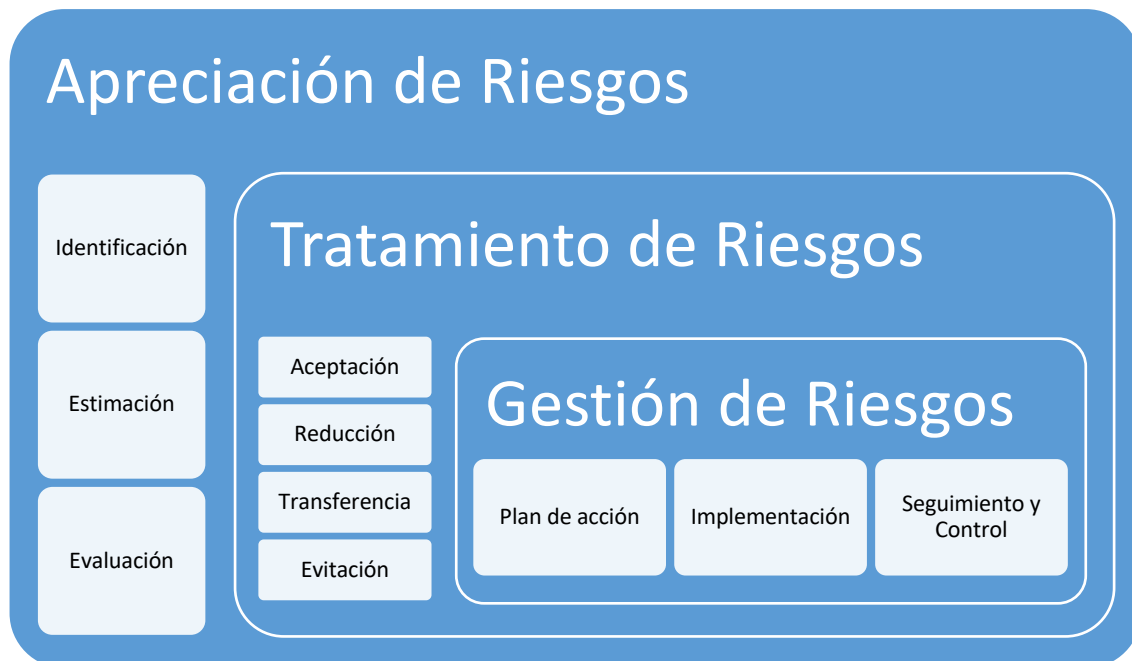 Apreciación de Riesgos
Identificación
Estimación
Evaluación
Tratamiento de Riesgos
Aceptación
Reducción
Transferencia
Evitación
Gestión de Riesgos
Plan de acción
Implementación
Seguimiento y
Control